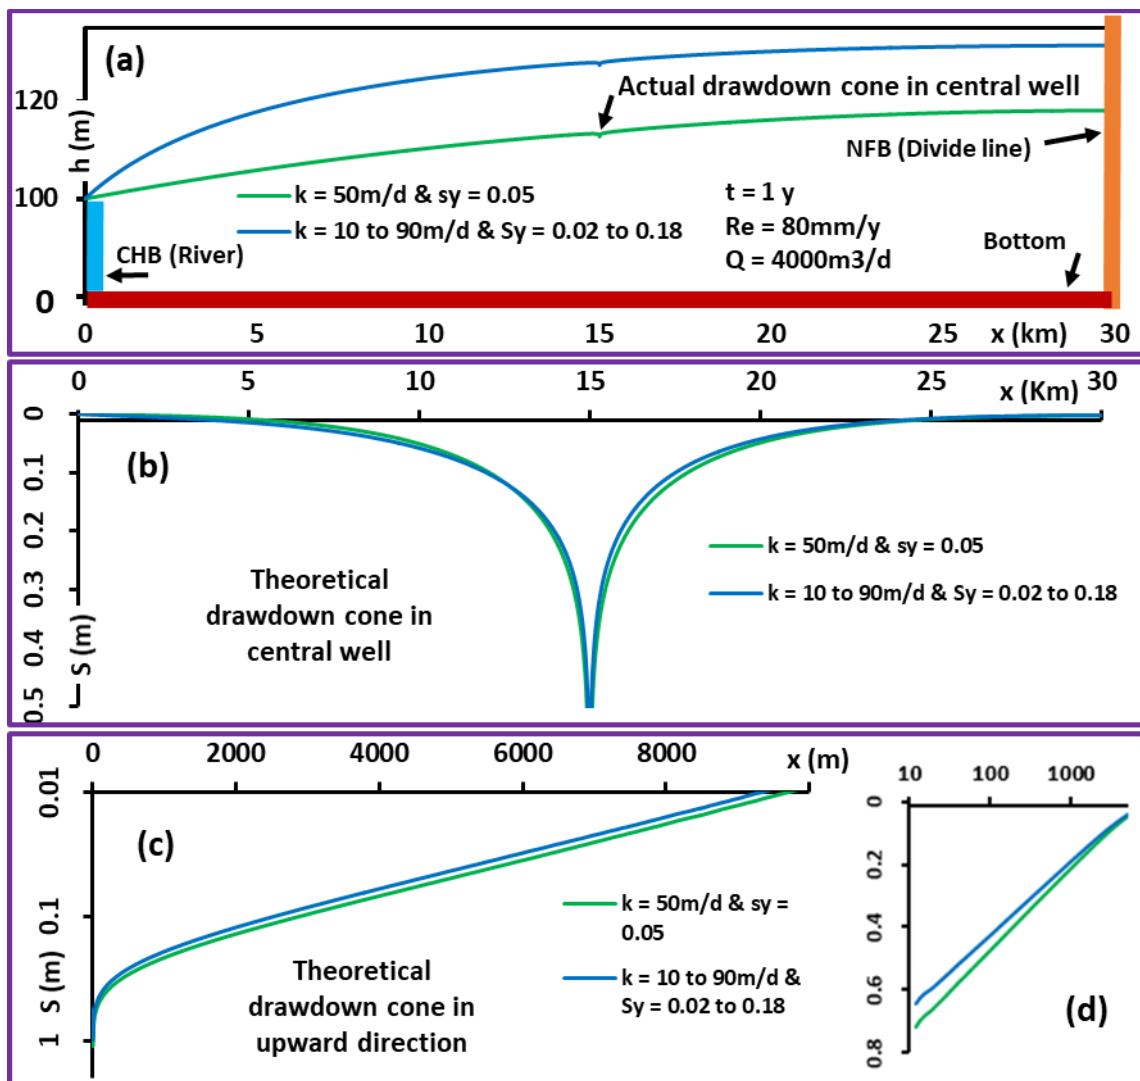 (a)
120
100
0
h (m)
Actual drawdown cone in central well
NFB (Divide line)
k = 50m/d & sy = 0.05
k = 10 to 90m/d & Sy = 0.02 to 0.18
t = 1 y
Re = 80mm/y
Q = 4000m3/d
CHB (River)
Bottom
0 5 10 15 20 25 x (km) 30
0 5 10 15 20 25 30
x (Km)
0
0.1
0.2
0.3
0.4
0.5
S (m)
(b)
Theoretical
drawdown cone in
central well
k = 50m/d & sy = 0.05
k = 10 to 90m/d & Sy = 0.02 to 0.18
0 2000 4000 6000 8000 x (m)
0.01
0.1
1
S (m)
(c)
Theoretical
drawdown cone in
upward direction
k = 50m/d & sy =
0.05
k = 10 to 90m/d &
Sy = 0.02 to 0.18
10 100 1000
0
0.2
0.4
0.6
0.8
(d)